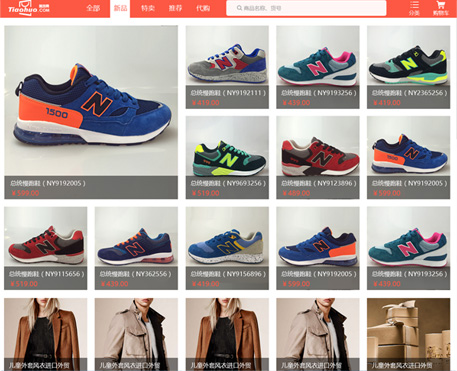 Tiaohuo
.COM
全部 新品 特卖 推荐 代购
商品名称、货号
分类 购物车
1500
总统慢跑鞋（NY9192005）
￥599.00
总统慢跑鞋（NY9192111）
￥419.00
总统慢跑鞋（NY9193256）
￥439.00
总统慢跑鞋（NY2365256）
￥419.00
总统慢跑鞋（NY9693256）
￥519.00
总统慢跑鞋（NY9123896）
￥469.00
总统慢跑鞋（NY9192005）
￥599.00
总统慢跑鞋（NY9115656）
￥519.00
总统慢跑鞋（NY362556）
￥439.00
总统慢跑鞋（NY9156896）
￥419.00
总统慢跑鞋（NY9192005）
￥599.00
总统慢跑鞋（NY9193256）
￥439.00
儿童外套风衣进口外贸
儿童外套风衣进口外贸
儿童外套风衣进口外贸
儿童外套风衣进口外贸
儿童外套风衣进口外贸